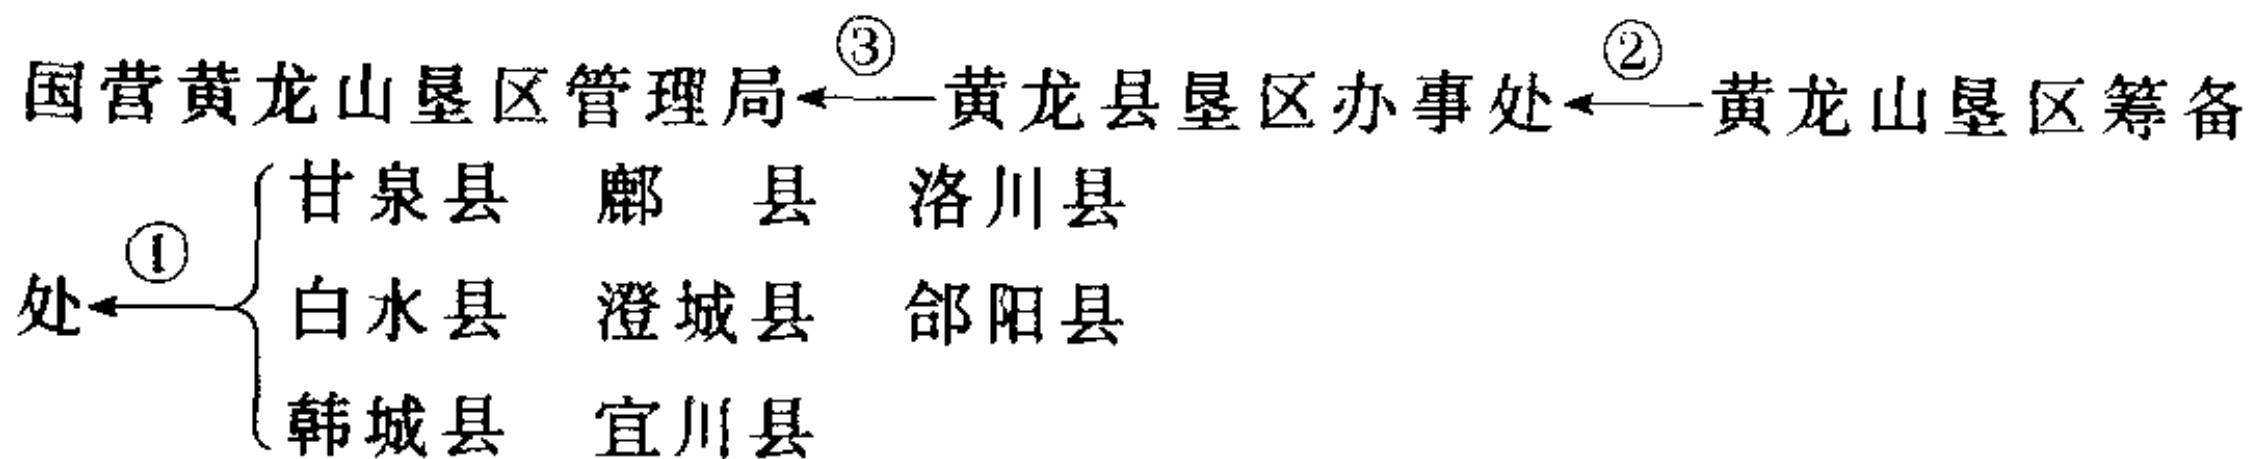 国营黄龙山垦区管理局←③—黄龙县垦区办事处←②—黄龙山垦区筹备
处←①—
甘泉县 鄜 县 洛川县
白水县 澄城县 郃阳县
韩城县 宜川县